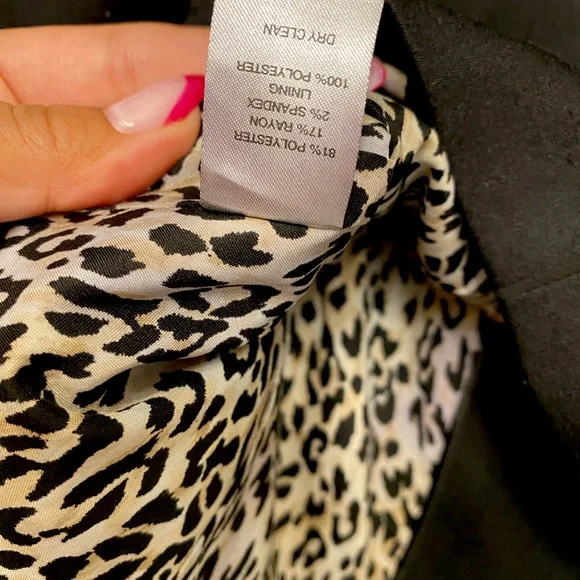 81% POLYESTER
17% RAYON
2% SPANDEX
LINING
100% POLYESTER
DRY CLEAN